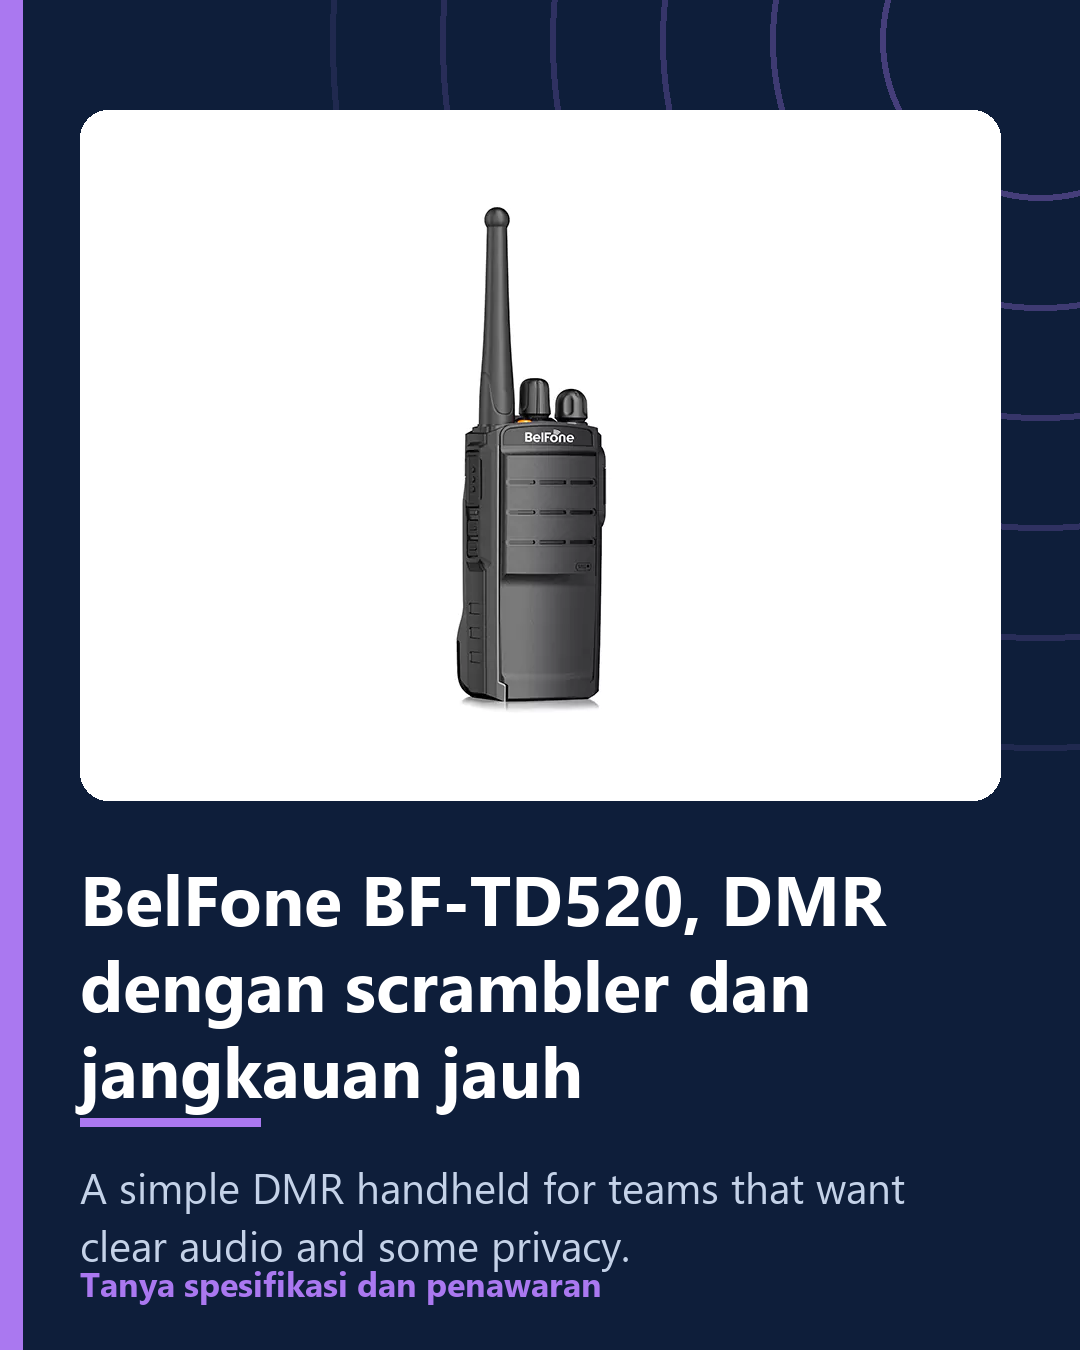 BelFone
BelFone BF-TD520, DMR
dengan scrambler dan
jangkauan jauh
A simple DMR handheld for teams that want
clear audio and some privacy.
Tanya spesifikasi dan penawaran